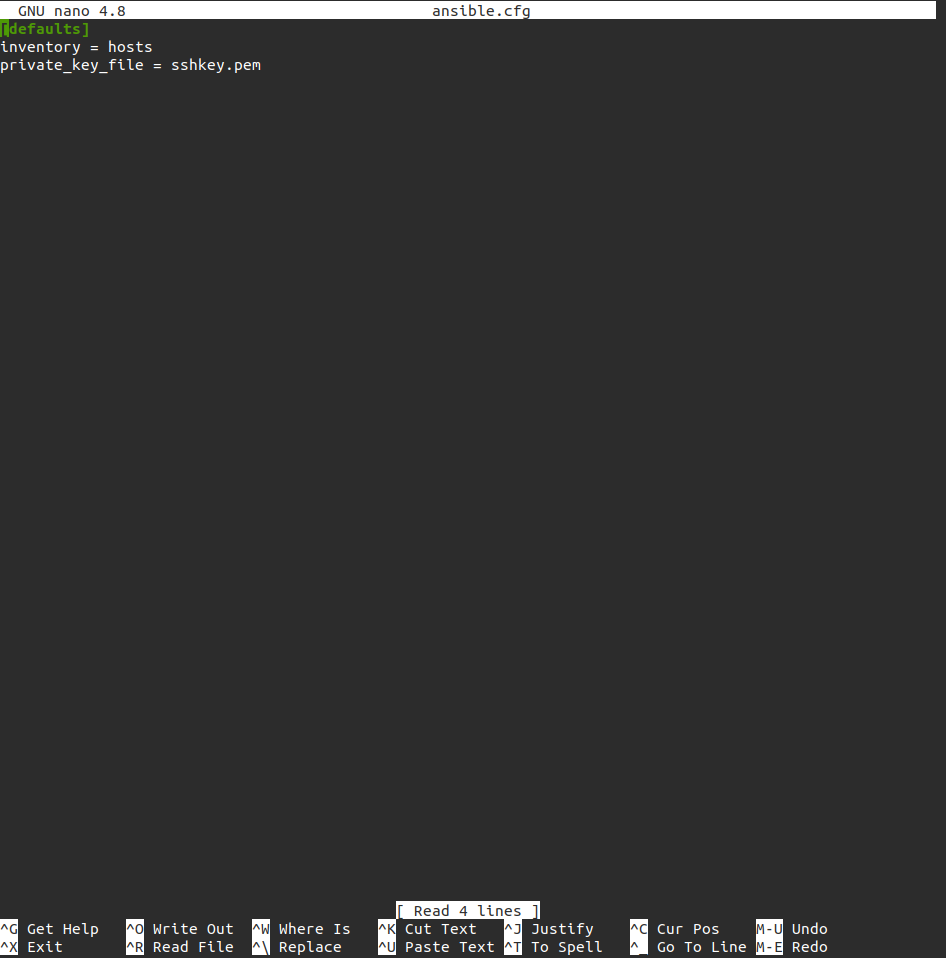 GNU nano 4.8 ansible.cfg
[defaults]
inventory = hosts
private_key_file = sshkey.pem
[ Read 4 lines ]
^G Get Help ^O Write Out ^W Where Is ^K Cut Text ^J Justify ^C Cur Pos M-U Undo
^X Exit ^R Read File ^\ Replace ^U Paste Text ^T To Spell ^_ Go To Line M-E Redo